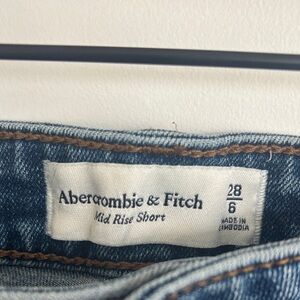 Abercrombie & Fitch
Mid Rise Short
28
6
MADE IN
CAMBODIA